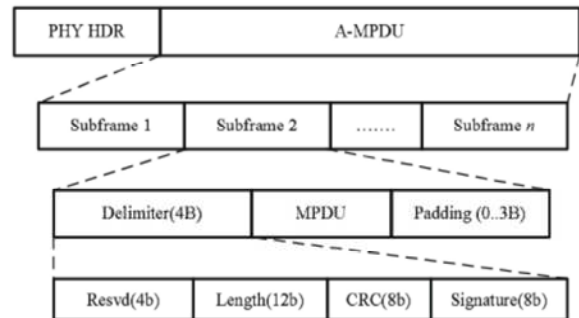 PHY HDR A-MPDU
Subframe 1 Subframe 2 ....... Subframe n
Delimiter(4B) MPDU Padding (0..3B)
Resvd(4b) Length(12b) CRC(8b) Signature(8b)